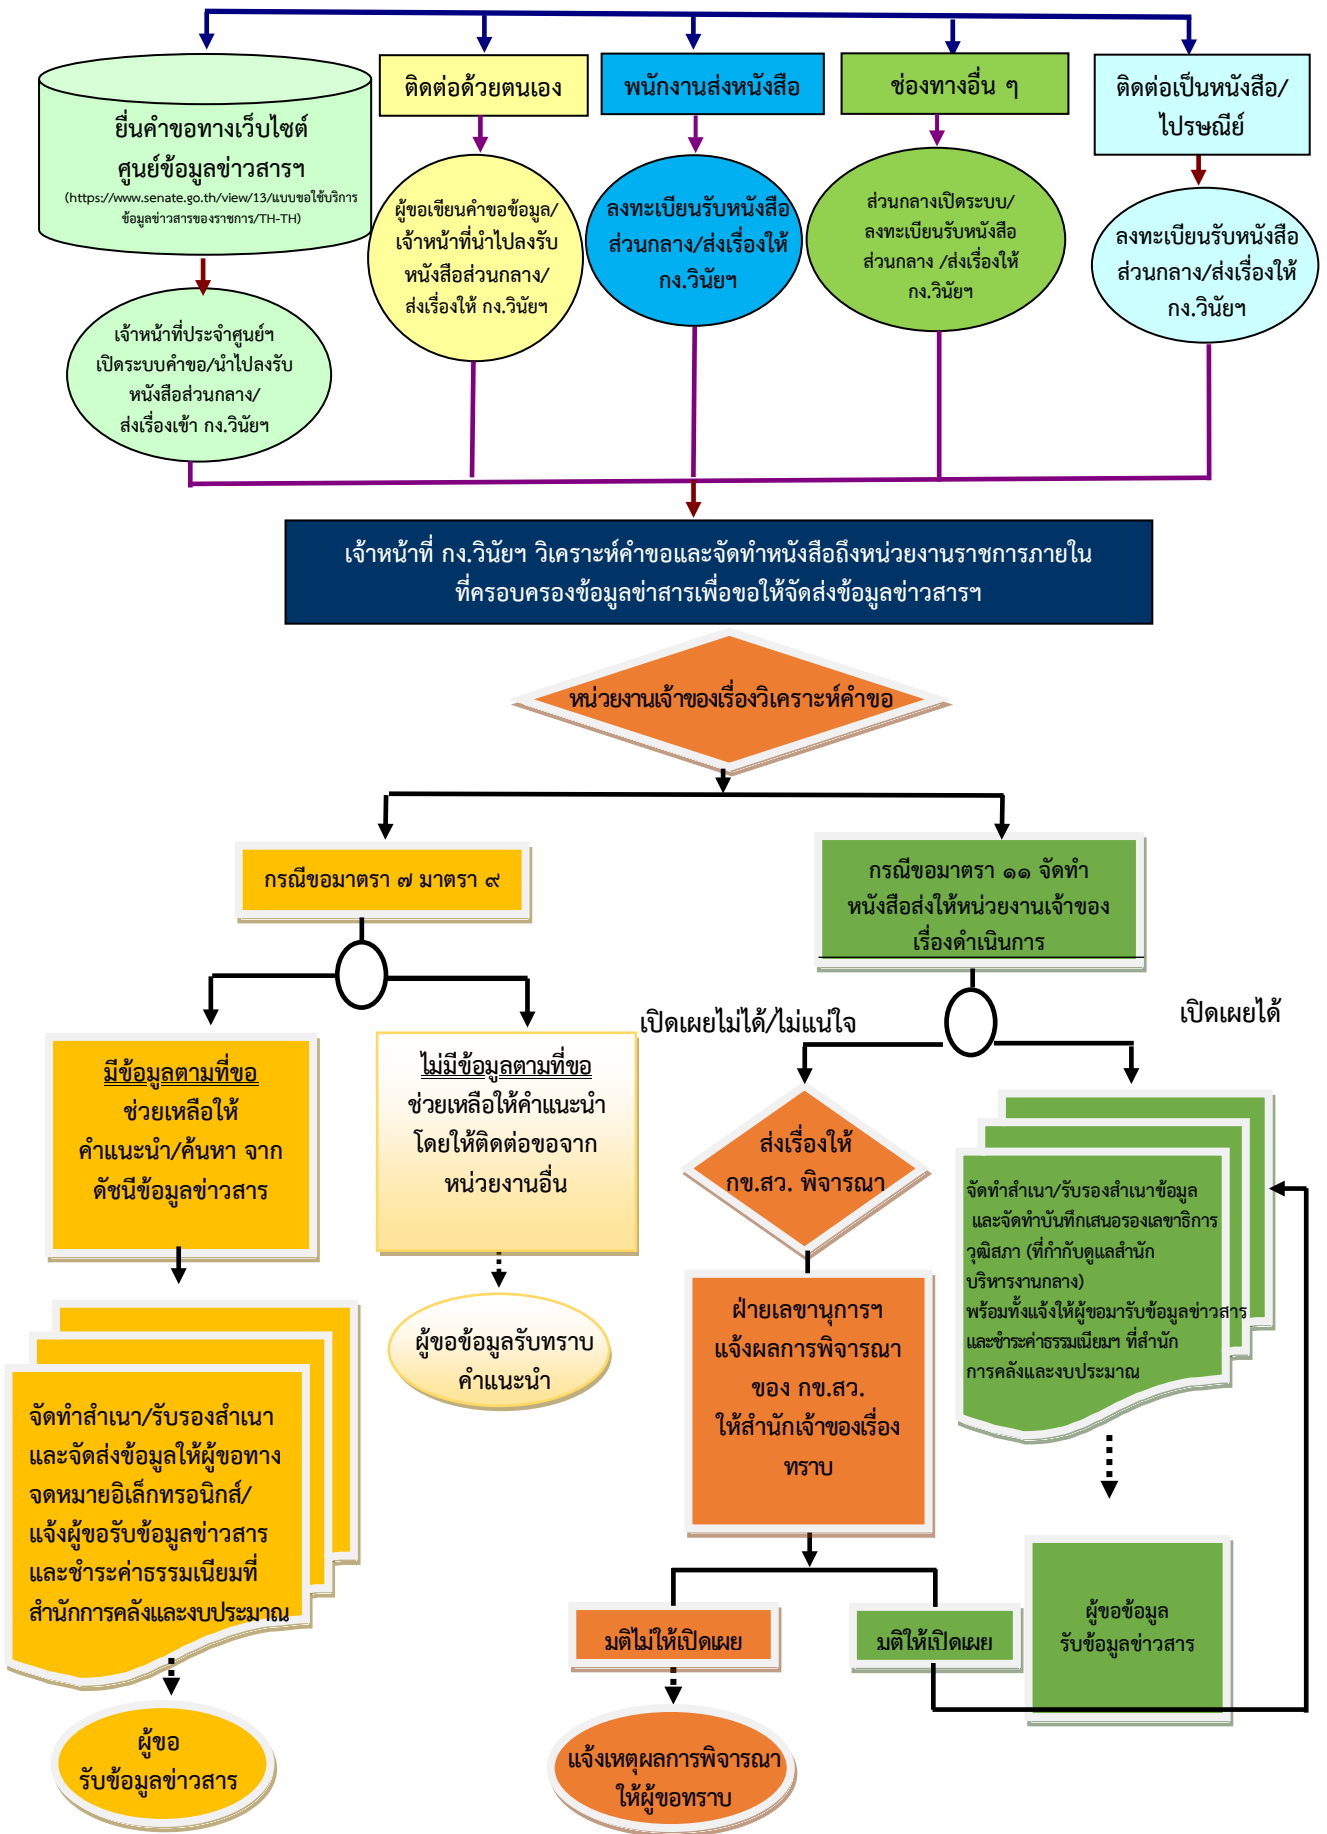 ยื่นคำขอทางเว็บไซต์
ศูนย์ข้อมูลข่าวสารฯ
(https://www.senate.go.th/view/13/แบบขอใช้บริการ
ข้อมูลข่าวสารของราชการ/TH-TH)
ติดต่อด้วยตนเอง
พนักงานส่งหนังสือ
ช่องทางอื่น ๆ
ติดต่อเป็นหนังสือ/
ไปรษณีย์
เจ้าหน้าที่ประจำศูนย์ฯ
เปิดระบบคำขอ/นำไปลงรับ
หนังสือส่วนกลาง/
ส่งเรื่องเข้า กง.วินัยฯ
ผู้ขอเขียนคำขอข้อมูล/
เจ้าหน้าที่นำไปลงรับ
หนังสือส่วนกลาง/
ส่งเรื่องให้ กง.วินัยฯ
ลงทะเบียนรับหนังสือ
ส่วนกลาง/ส่งเรื่องให้
กง.วินัยฯ
ส่วนกลางเปิดระบบ/
ลงทะเบียนรับหนังสือ
ส่วนกลาง /ส่งเรื่องให้
กง.วินัยฯ
ลงทะเบียนรับหนังสือ
ส่วนกลาง/ส่งเรื่องให้
กง.วินัยฯ
เจ้าหน้าที่ กง.วินัยฯ วิเคราะห์คำขอและจัดทำหนังสือถึงหน่วยงานราชการภายใน
ที่ครอบครองข้อมูลข่าสารเพื่อขอให้จัดส่งข้อมูลข่าวสารฯ
หน่วยงานเจ้าของเรื่องวิเคราะห์คำขอ
กรณีขอมาตรา ๗ มาตรา ๙
กรณีขอมาตรา ๑๑ จัดทำ
หนังสือส่งให้หน่วยงานเจ้าของ
เรื่องดำเนินการ
เปิดเผยไม่ได้/ไม่แน่ใจ
เปิดเผยได้
มีข้อมูลตามที่ขอ
ช่วยเหลือให้
คำแนะนำ/ค้นหา จาก
ดัชนีข้อมูลข่าวสาร
ไม่มีข้อมูลตามที่ขอ
ช่วยเหลือให้คำแนะนำ
โดยให้ติดต่อขอจาก
หน่วยงานอื่น
ส่งเรื่องให้
กข.สว. พิจารณา
จัดทำสำเนา/รับรองสำเนาข้อมูล
และจัดทำบันทึกเสนอรองเลขาธิการ
วุฒิสภา (ที่กำกับดูแลสำนัก
บริหารงานกลาง)
พร้อมทั้งแจ้งให้ผู้ขอมารับข้อมูลข่าวสาร
และชำระค่าธรรมเนียมฯ ที่สำนัก
การคลังและงบประมาณ
ผู้ขอข้อมูลรับทราบ
คำแนะนำ
ฝ่ายเลขานุการฯ
แจ้งผลการพิจารณา
ของ กข.สว.
ให้สำนักเจ้าของเรื่อง
ทราบ
จัดทำสำเนา/รับรองสำเนา
และจัดส่งข้อมูลให้ผู้ขอทาง
จดหมายอิเล็กทรอนิกส์/
แจ้งผู้ขอรับข้อมูลข่าวสาร
และชำระค่าธรรมเนียมที่
สำนักการคลังและงบประมาณ
มติไม่ให้เปิดเผย
มติให้เปิดเผย
ผู้ขอข้อมูล
รับข้อมูลข่าวสาร
ผู้ขอ
รับข้อมูลข่าวสาร
แจ้งเหตุผลการพิจารณา
ให้ผู้ขอทราบ